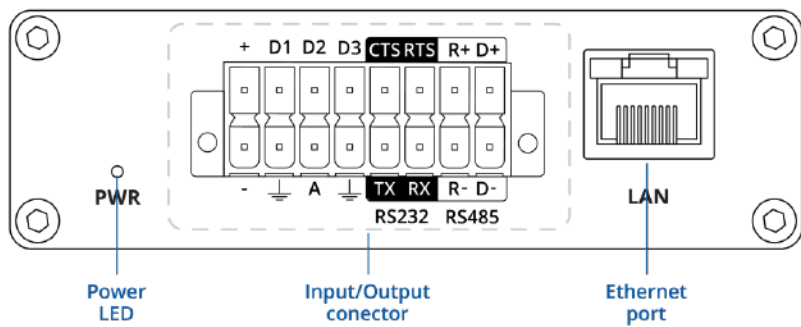 + D1 D2 D3 CTS RTS R+ D+
- ⏚ A ⏚ TX RX R- D-
RS232 RS485
PWR
LAN
Power
LED
Input/Output
conector
Ethernet
port